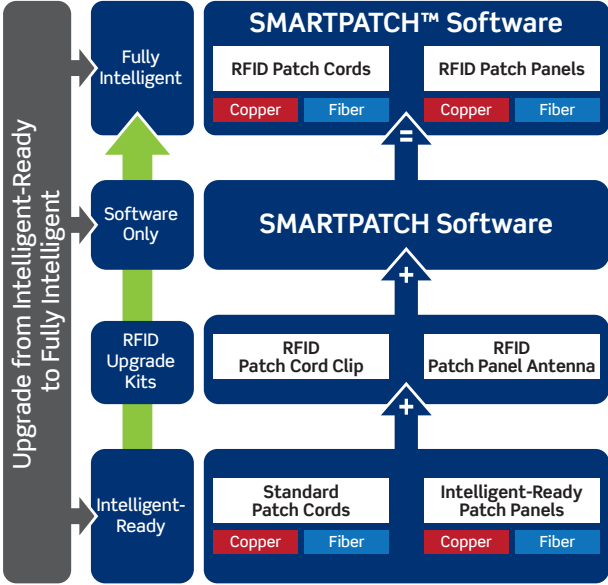 Upgrade from Intelligent-Ready
to Fully Intelligent
Fully
Intelligent
SMARTPATCH™ Software
RFID Patch Cords
RFID Patch Panels
Copper
Fiber
Copper
Fiber
=
Software
Only
SMARTPATCH Software
+
RFID
Upgrade
Kits
RFID
Patch Cord Clip
RFID
Patch Panel Antenna
+
Intelligent-
Ready
Standard
Patch Cords
Intelligent-Ready
Patch Panels
Copper
Fiber
Copper
Fiber